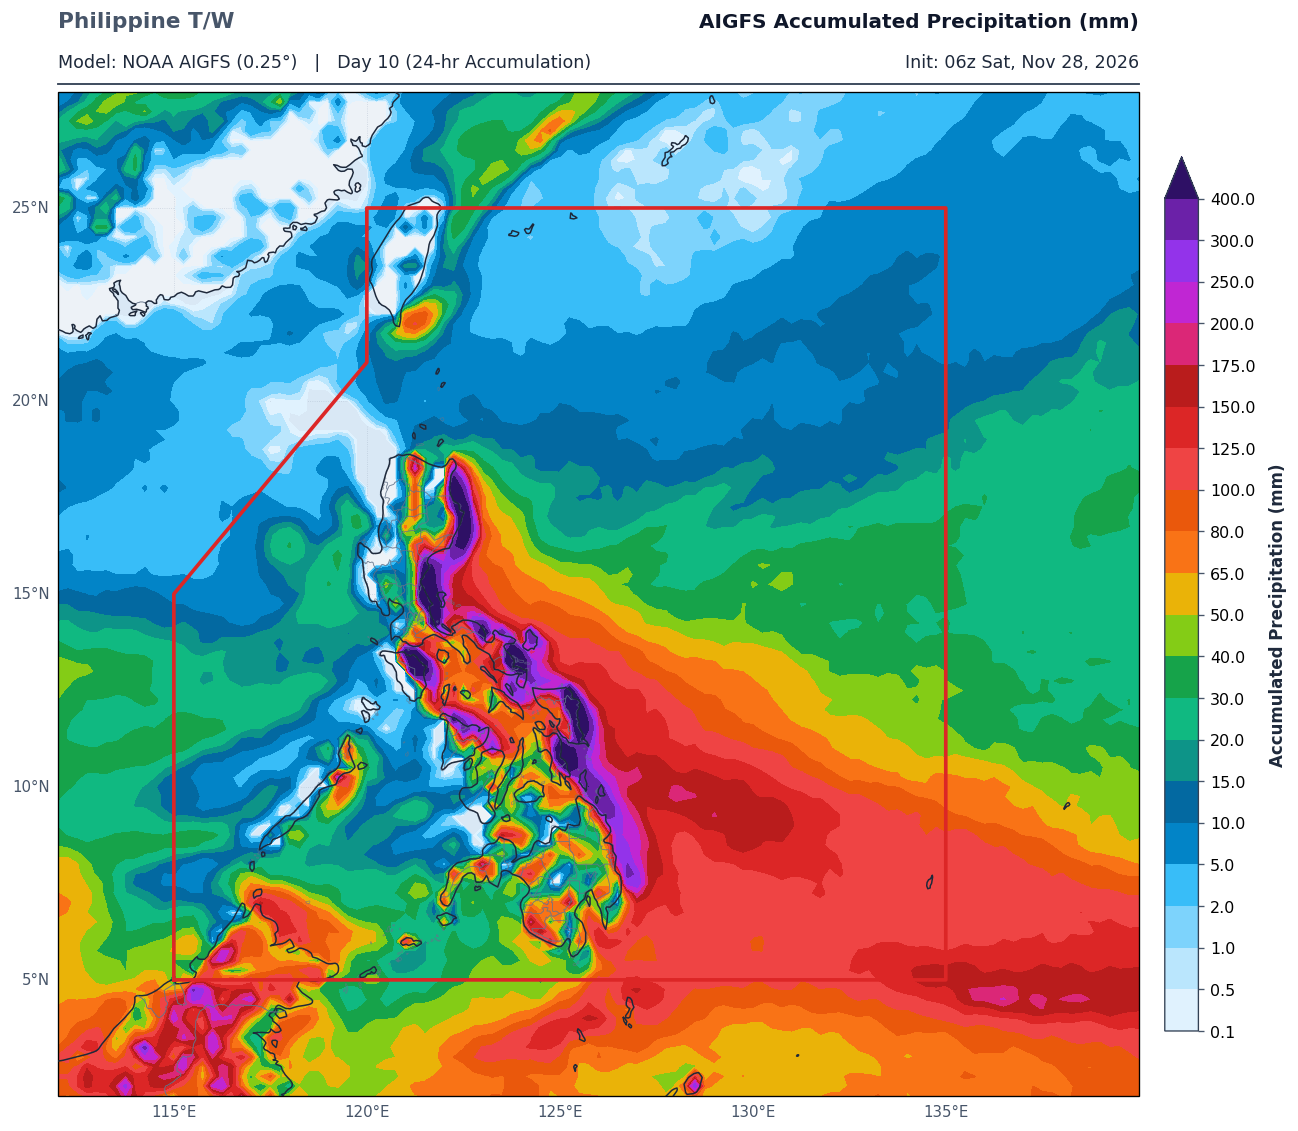 Philippine T/W
AIGFS Accumulated Precipitation (mm)
Model: NOAA AIGFS (0.25°)   |   Day 10 (24-hr Accumulation)
Init: 06z Sat, Nov 28, 2026
25°N
20°N
15°N
10°N
5°N
115°E
120°E
125°E
130°E
135°E
400.0
300.0
250.0
200.0
175.0
150.0
125.0
100.0
80.0
65.0
50.0
40.0
30.0
20.0
15.0
10.0
5.0
2.0
1.0
0.5
0.1
Accumulated Precipitation (mm)